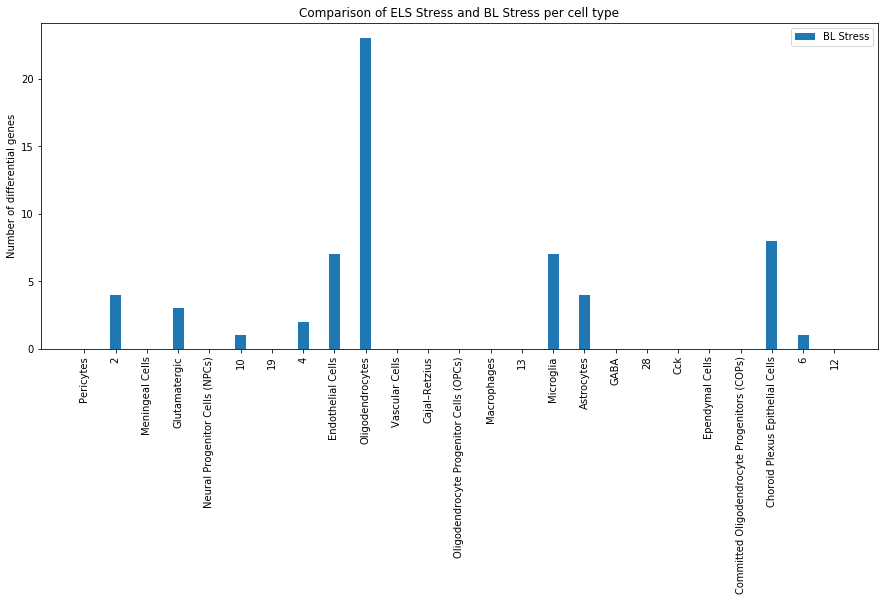 Comparison of ELS Stress and BL Stress per cell type
BL Stress
Number of differential genes
20
15
10
5
0
Pericytes
2
Meningeal Cells
Glutamatergic
Neural Progenitor Cells (NPCs)
10
19
4
Endothelial Cells
Oligodendrocytes
Vascular Cells
Cajal–Retzius
Oligodendrocyte Progenitor Cells (OPCs)
Macrophages
13
Microglia
Astrocytes
GABA
28
Cck
Ependymal Cells
Committed Oligodendrocyte Progenitors (COPs)
Choroid Plexus Epithelial Cells
6
12